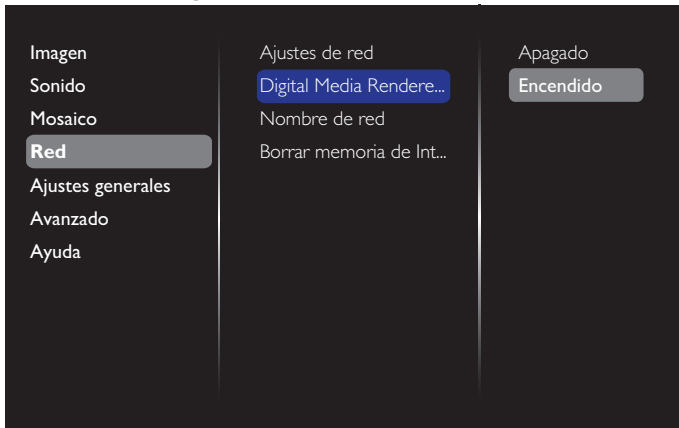 Imagen
Sonido
Mosaico
Red
Ajustes generales
Avanzado
Ayuda
Ajustes de red
Digital Media Rendere...
Nombre de red
Borrar memoria de Int...
Apagado
Encendido